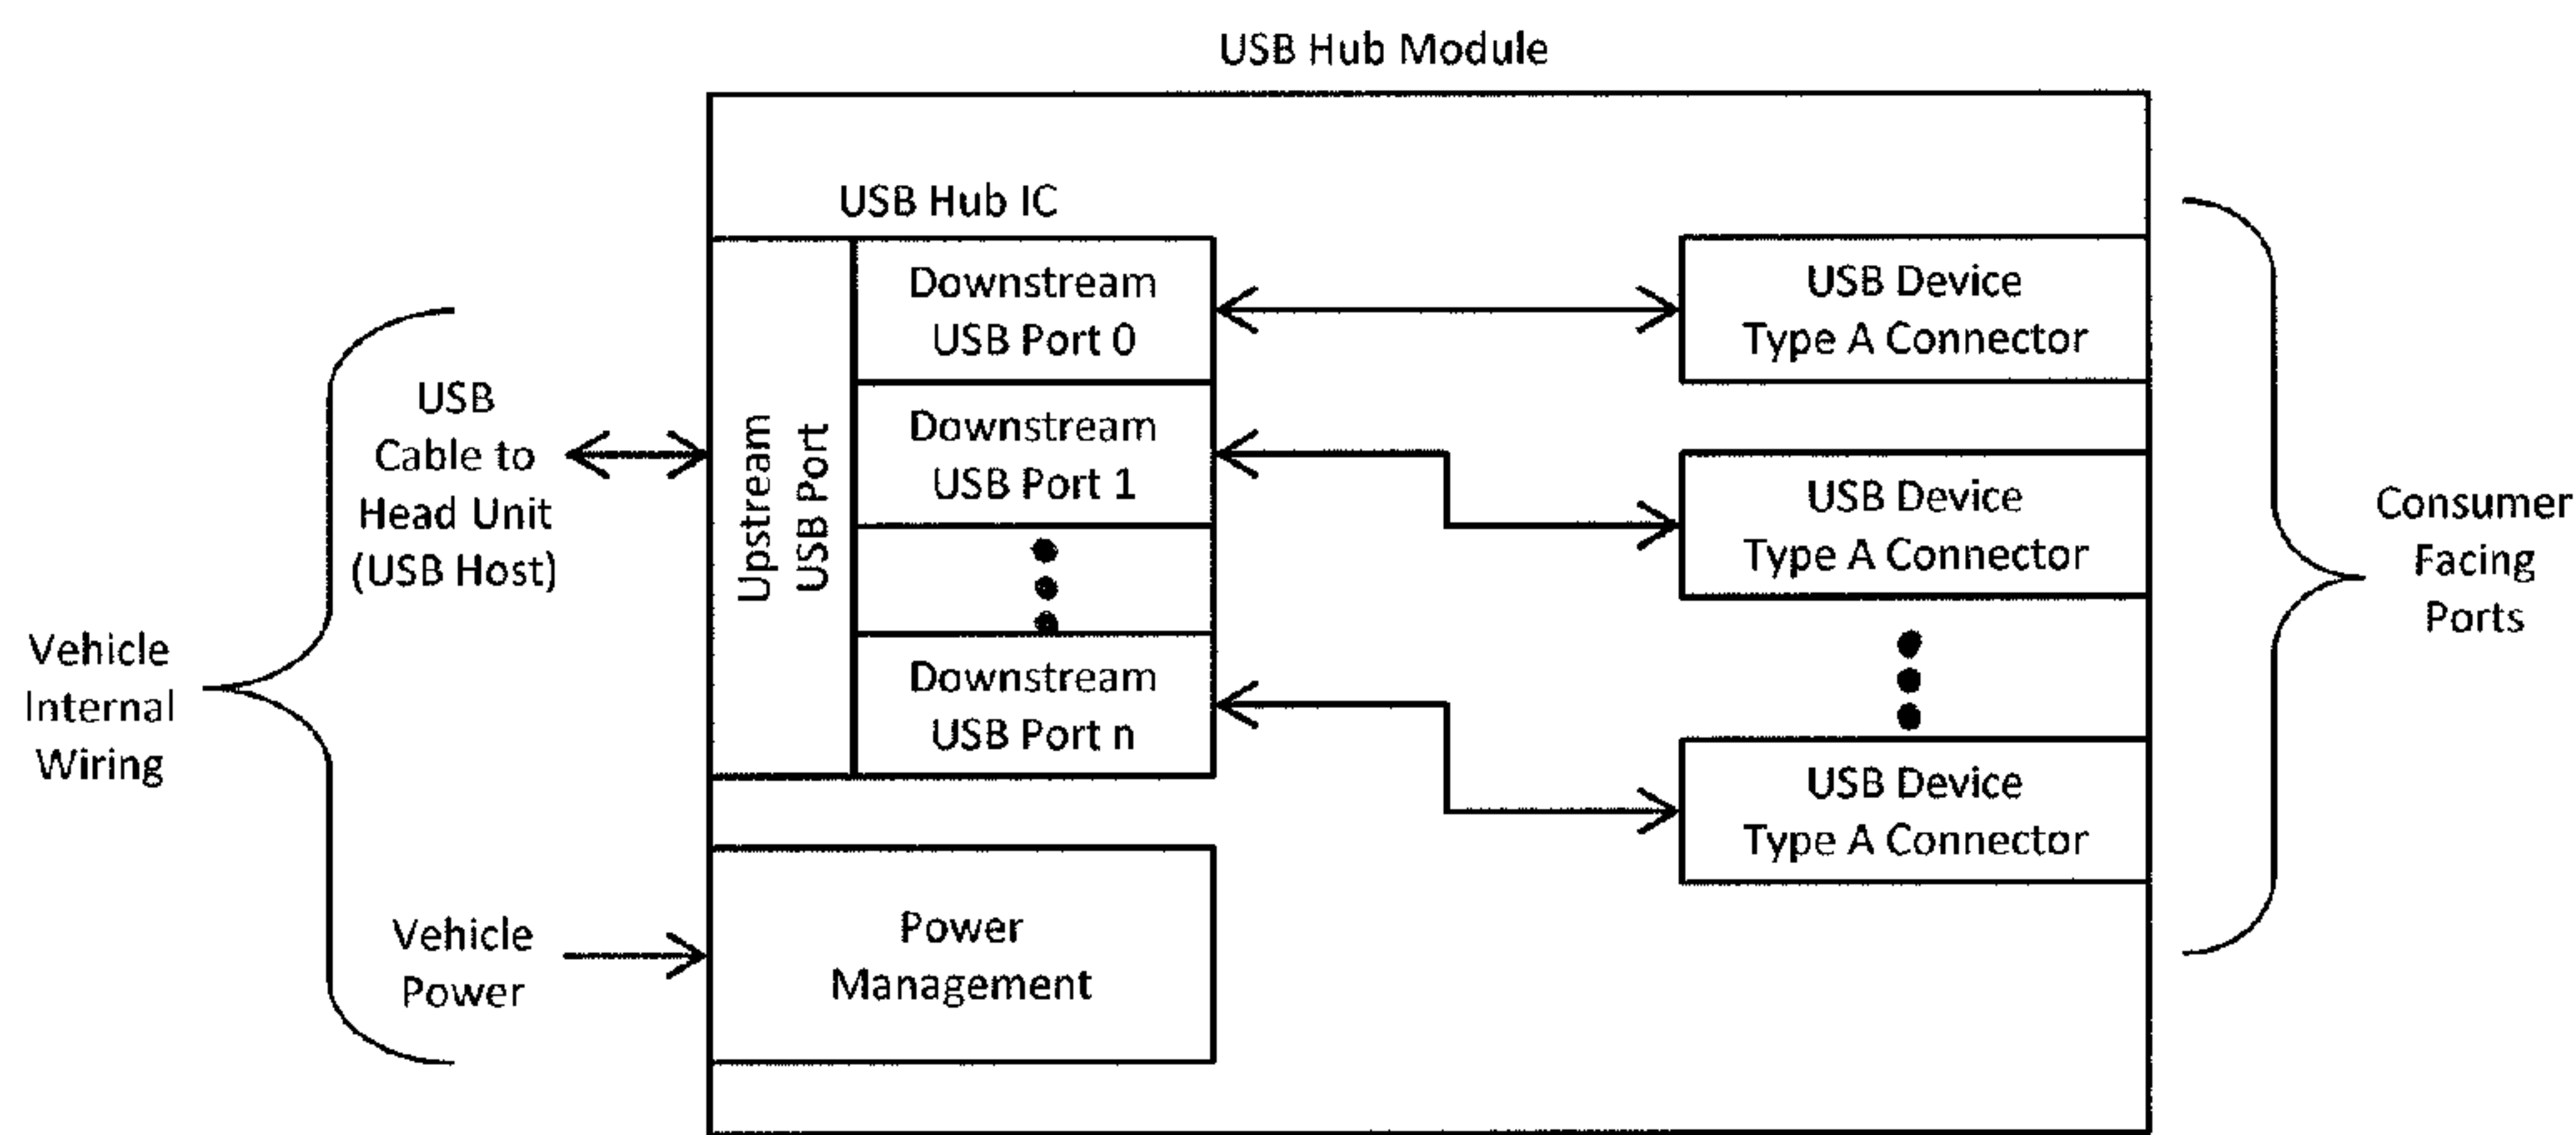 USB Hub Module
USB Hub IC
Vehicle
Internal
Wiring
USB
Cable to
Head Unit
(USB Host)
Vehicle
Power
Upstream
USB Port
Downstream
USB Port 0
Downstream
USB Port 1
Downstream
USB Port n
Power
Management
USB Device
Type A Connector
USB Device
Type A Connector
USB Device
Type A Connector
Consumer
Facing
Ports